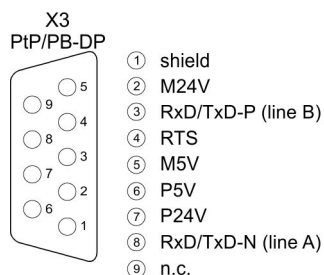 X3
PtP/PB-DP
5
9
4
8
3
7
2
6
1
① shield
② M24V
③ RxD/TxD-P (line B)
④ RTS
⑤ M5V
⑥ P5V
⑦ P24V
⑧ RxD/TxD-N (line A)
⑨ n.c.